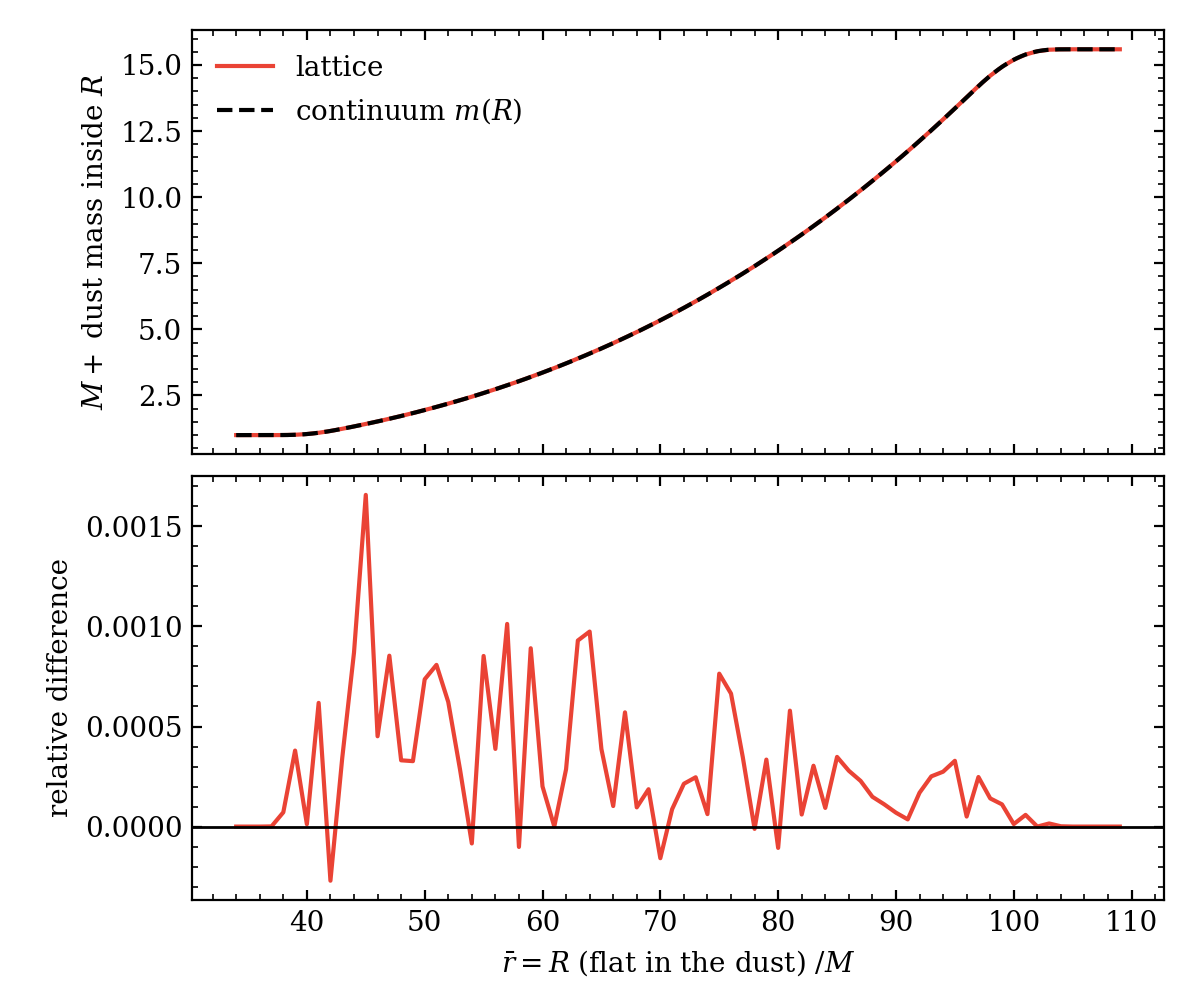 lattice
continuum m(R)
M + dust mass inside R
15.0
12.5
10.0
7.5
5.0
2.5
relative difference
0.0015
0.0010
0.0005
0.0000
40 50 60 70 80 90 100 110
r̄ = R (flat in the dust) /M